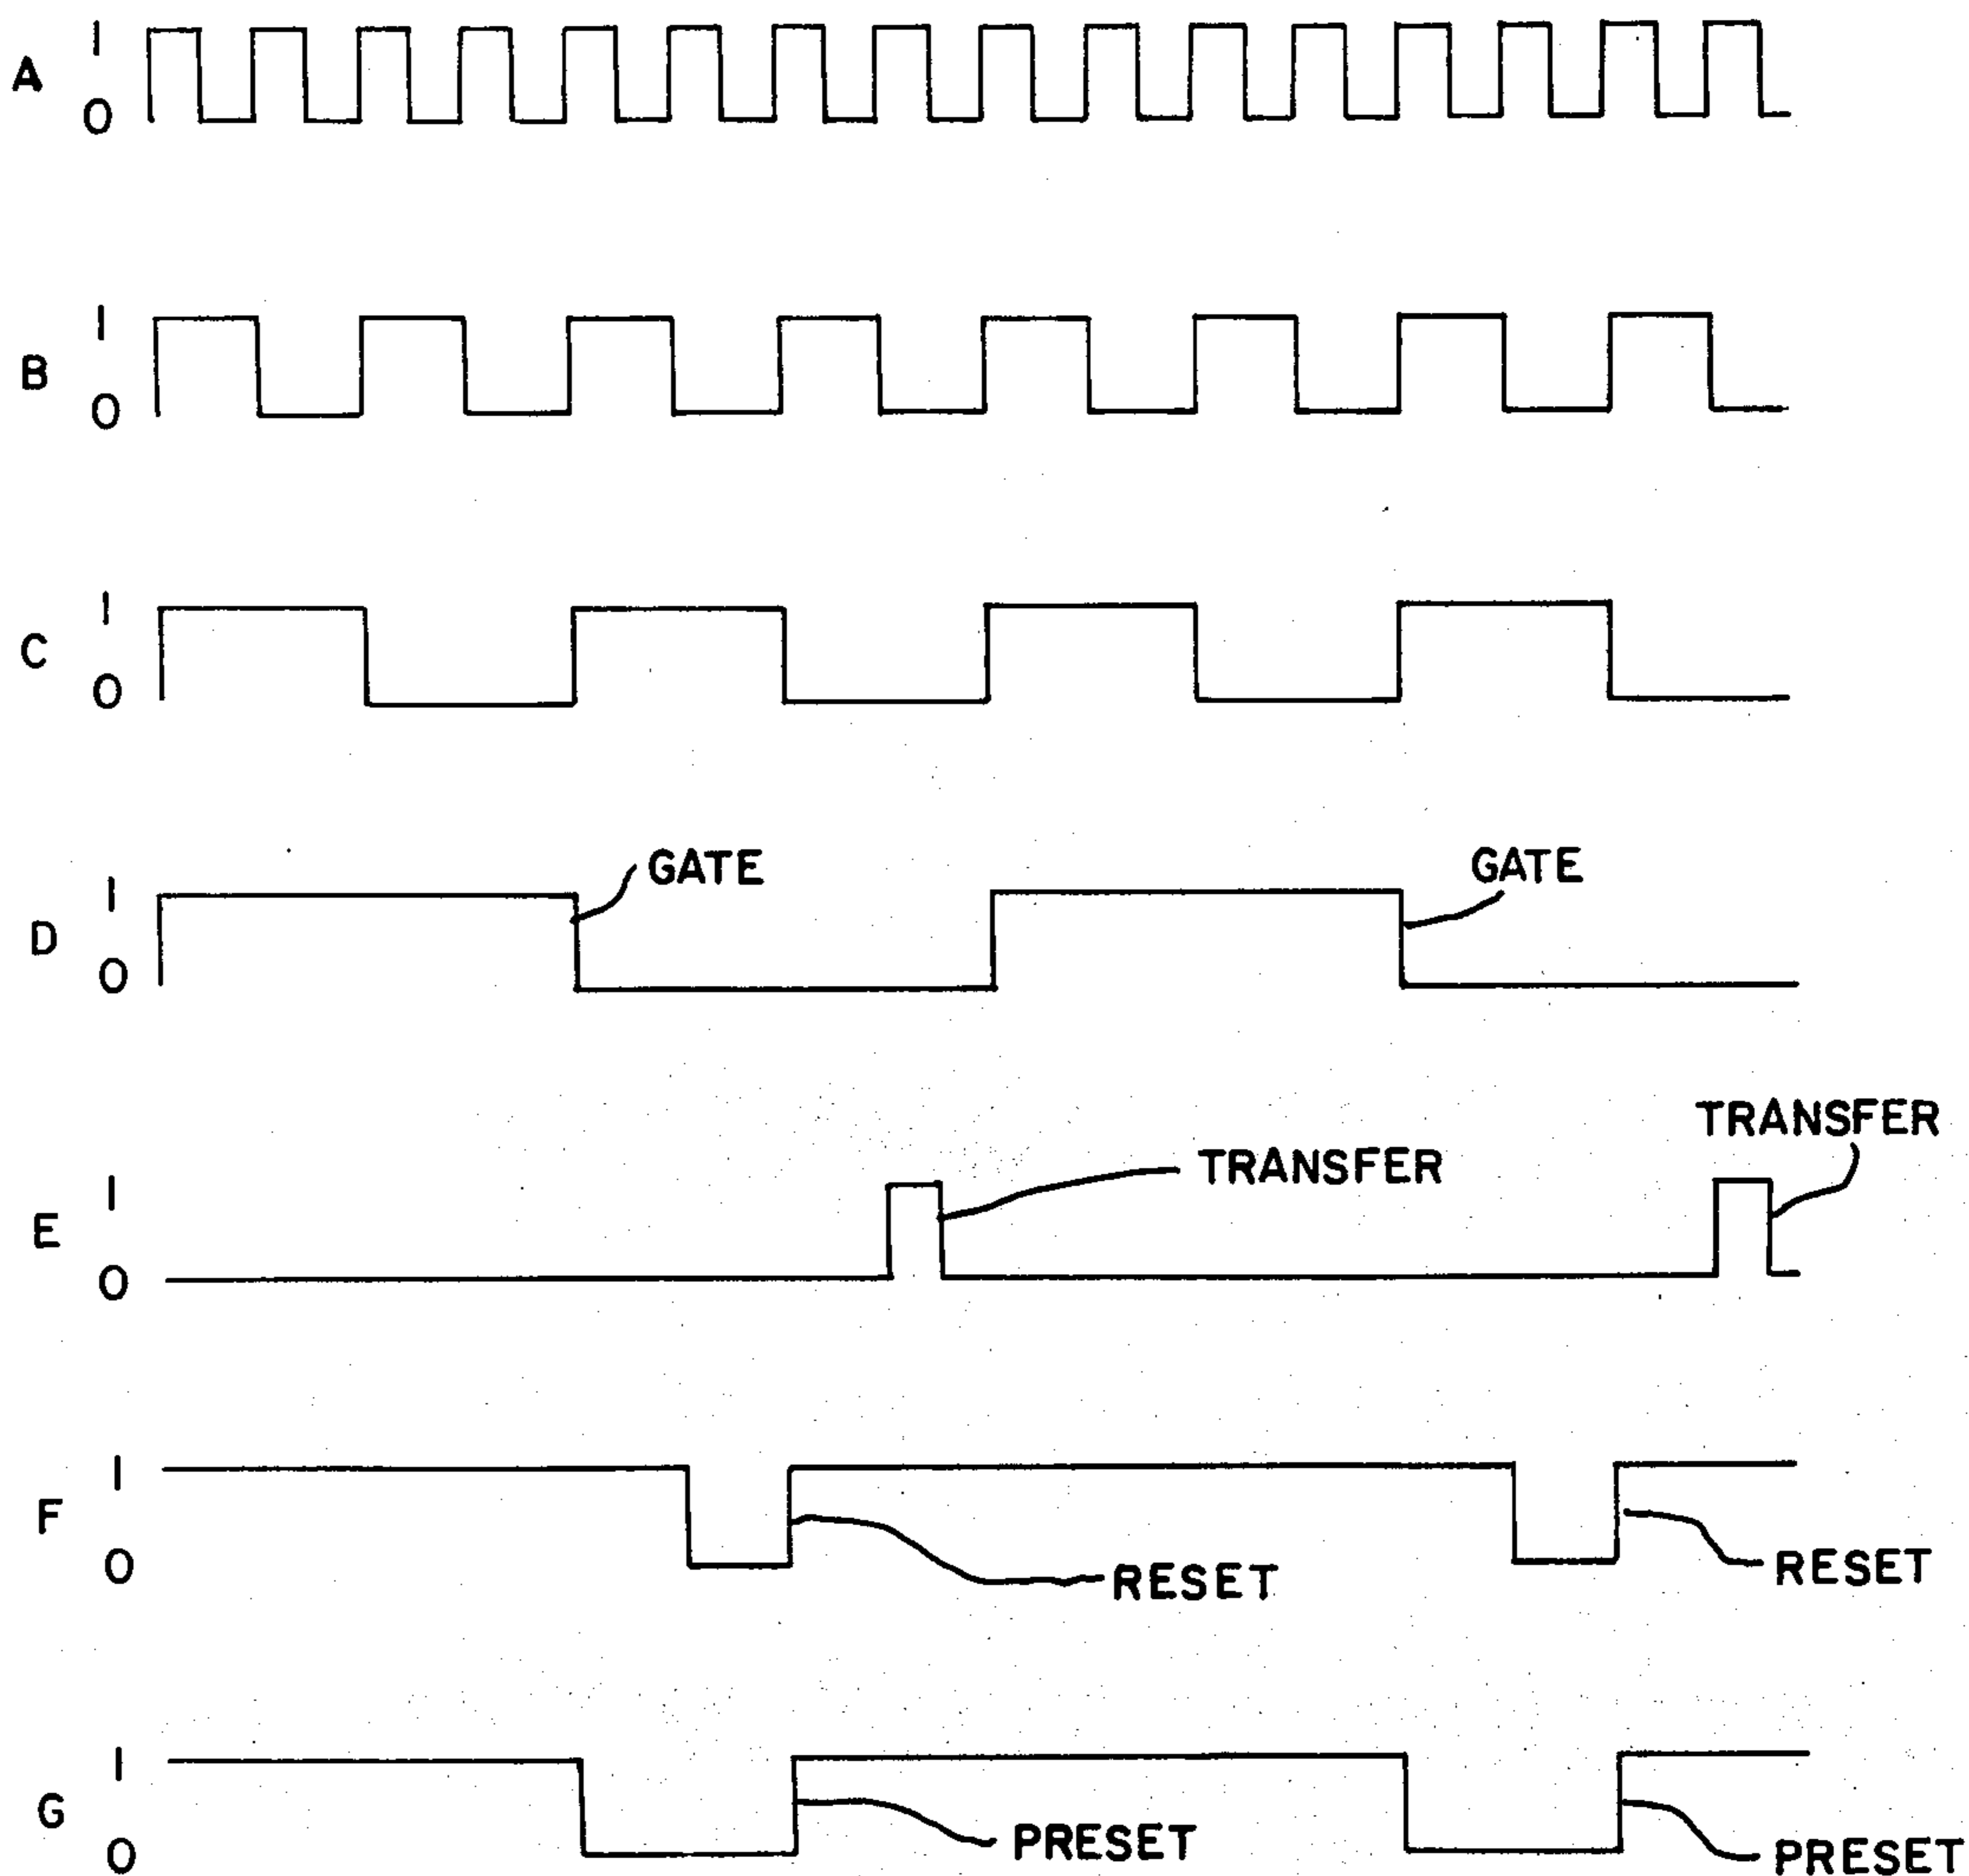 1
A
0
1
B
0
1
C
0
GATE
GATE
1
D
0
TRANSFER
TRANSFER
1
E
0
1
F
0
RESET
RESET
1
G
0
PRESET
PRESET